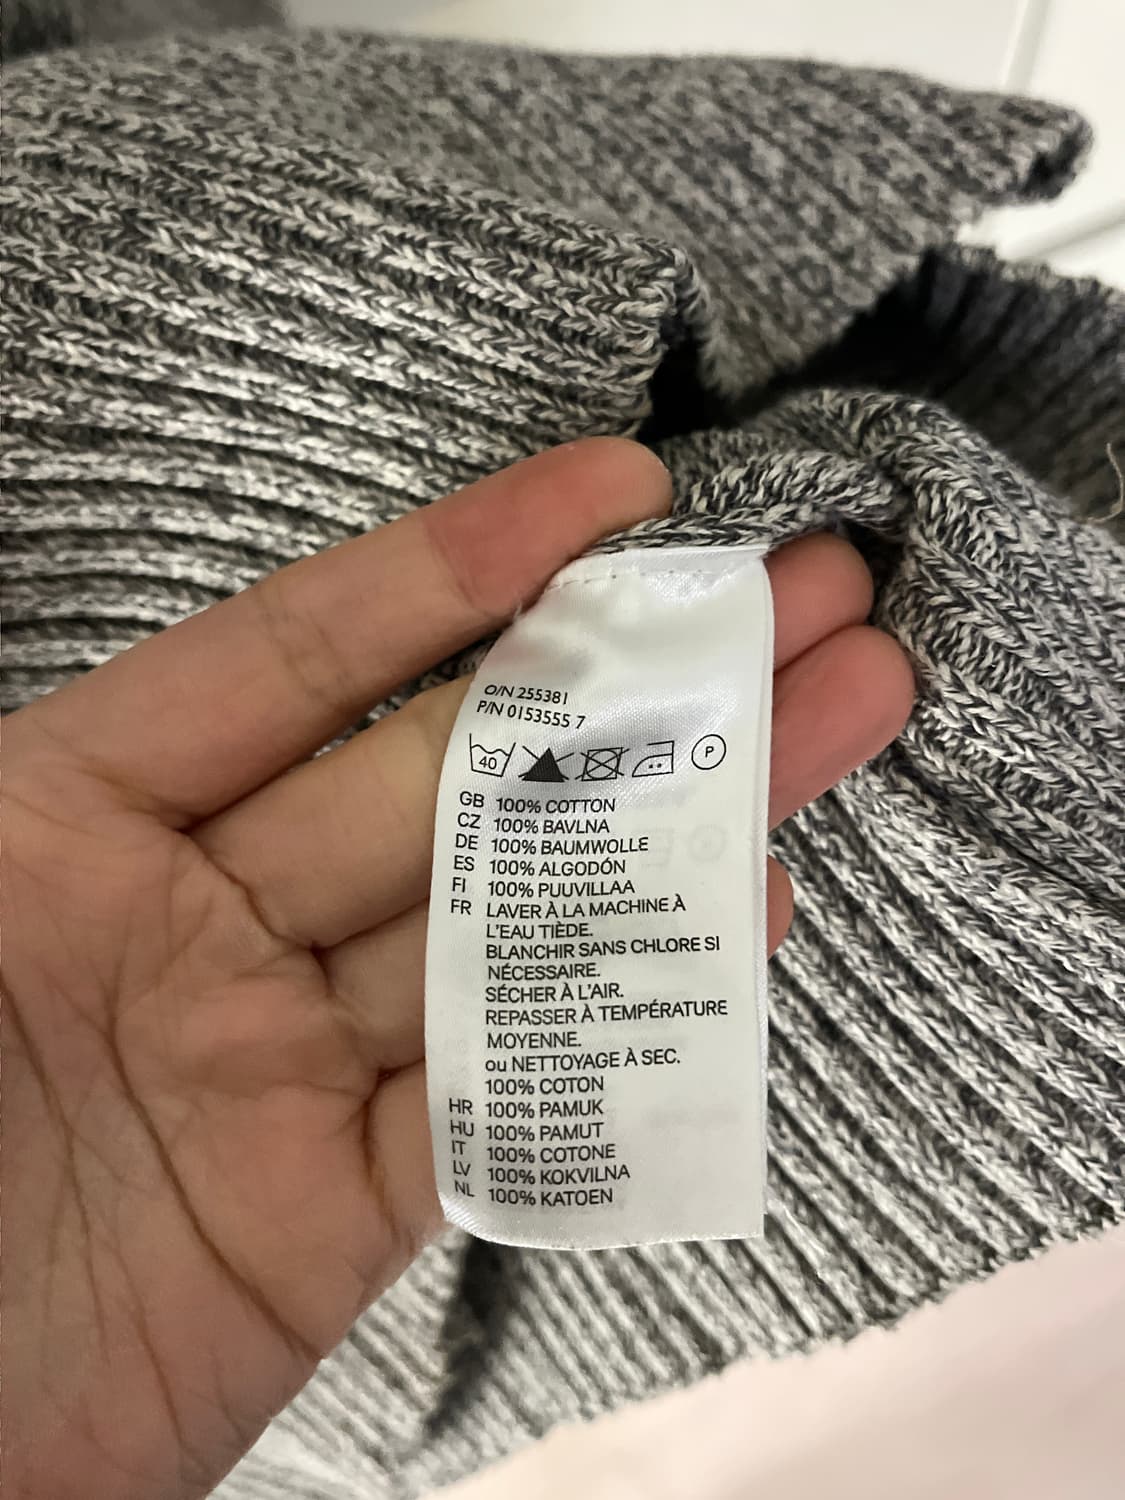 O/N 255381
P/N 0153555 7
40 P
GB 100% COTTON
CZ 100% BAVLNA
DE 100% BAUMWOLLE
ES 100% ALGODÓN
FI 100% PUUVILLAA
FR LAVER À LA MACHINE À
L'EAU TIÈDE.
BLANCHIR SANS CHLORE SI
NÉCESSAIRE.
SÉCHER À L'AIR.
REPASSER À TEMPÉRATURE
MOYENNE.
ou NETTOYAGE À SEC.
100% COTON
HR 100% PAMUK
HU 100% PAMUT
IT 100% COTONE
LV 100% KOKVILNA
NL 100% KATOEN